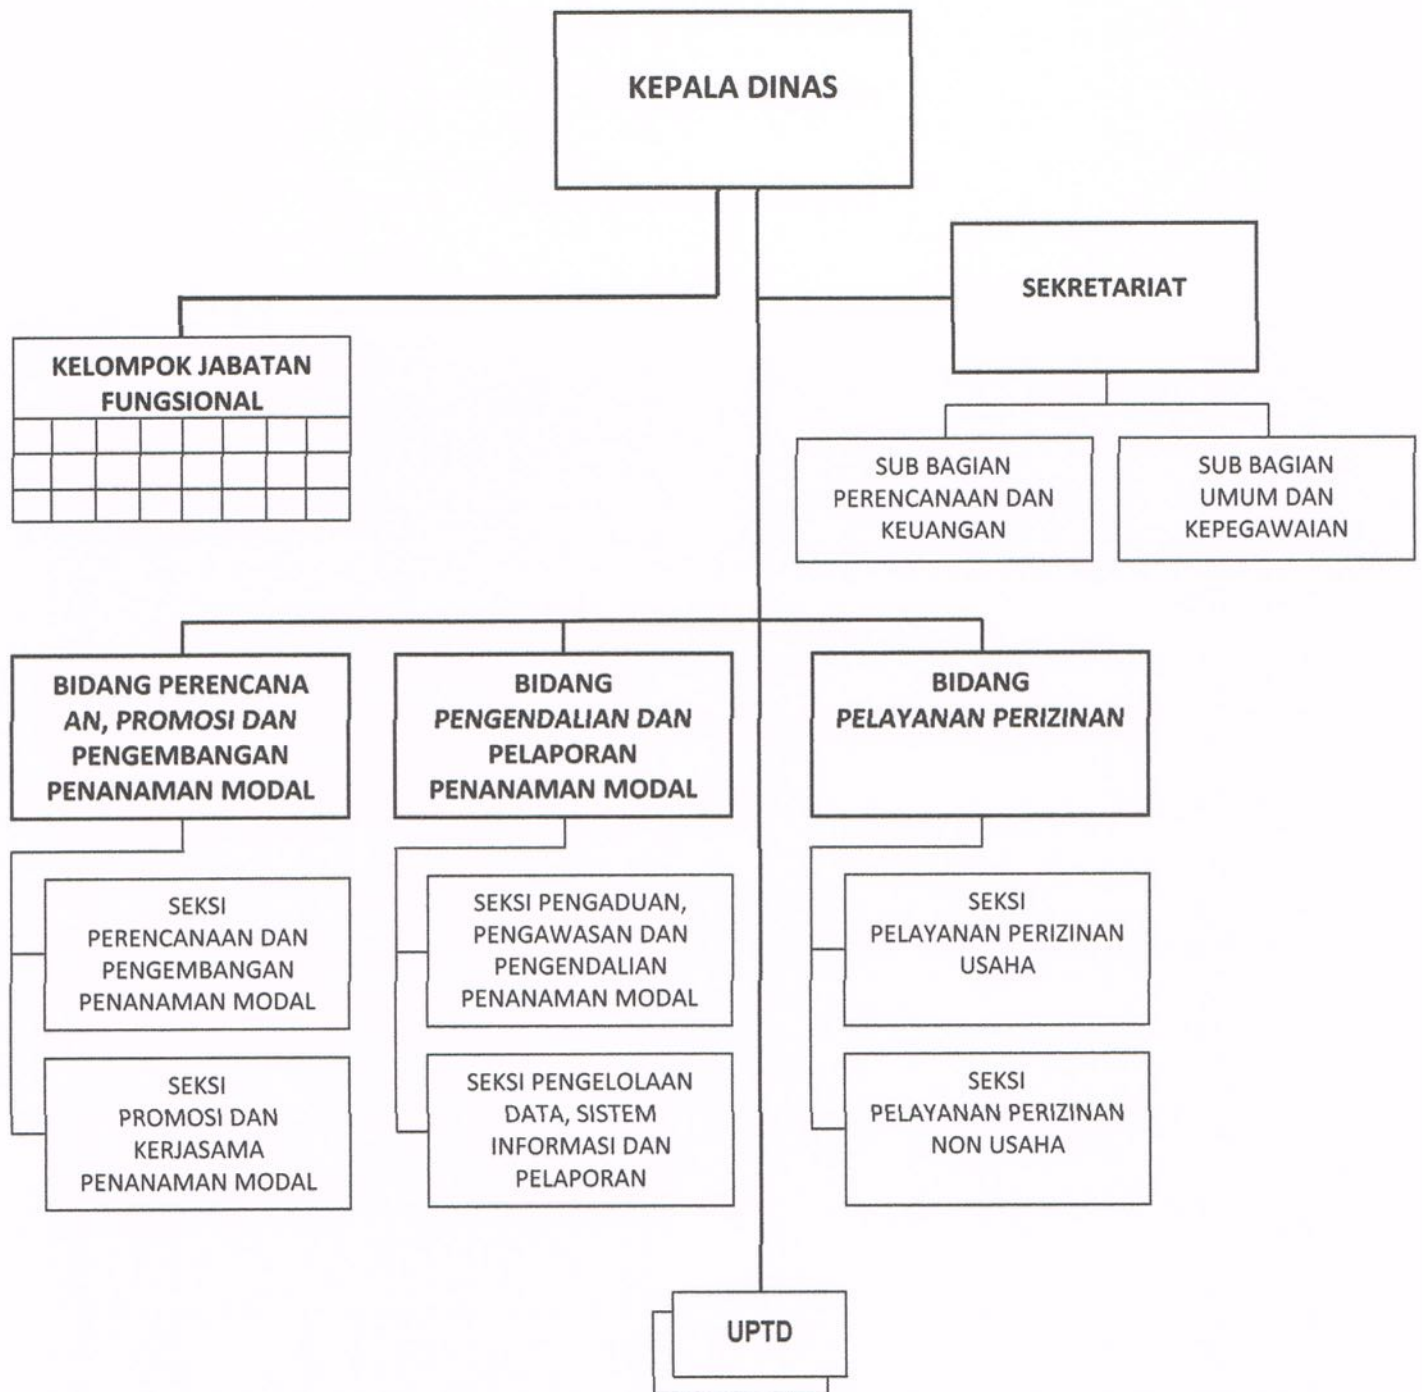 KEPALA DINAS
SEKRETARIAT
KELOMPOK JABATAN
FUNGSIONAL
SUB BAGIAN
PERENCANAAN DAN
KEUANGAN
SUB BAGIAN
UMUM DAN
KEPEGAWAIAN
BIDANG PERENCANA
AN, PROMOSI DAN
PENGEMBANGAN
PENANAMAN MODAL
BIDANG
PENGENDALIAN DAN
PELAPORAN
PENANAMAN MODAL
BIDANG
PELAYANAN PERIZINAN
SEKSI
PERENCANAAN DAN
PENGEMBANGAN
PENANAMAN MODAL
SEKSI PENGADUAN,
PENGAWASAN DAN
PENGENDALIAN
PENANAMAN MODAL
SEKSI
PELAYANAN PERIZINAN
USAHA
SEKSI
PROMOSI DAN
KERJASAMA
PENANAMAN MODAL
SEKSI PENGELOLAAN
DATA, SISTEM
INFORMASI DAN
PELAPORAN
SEKSI
PELAYANAN PERIZINAN
NON USAHA
UPTD